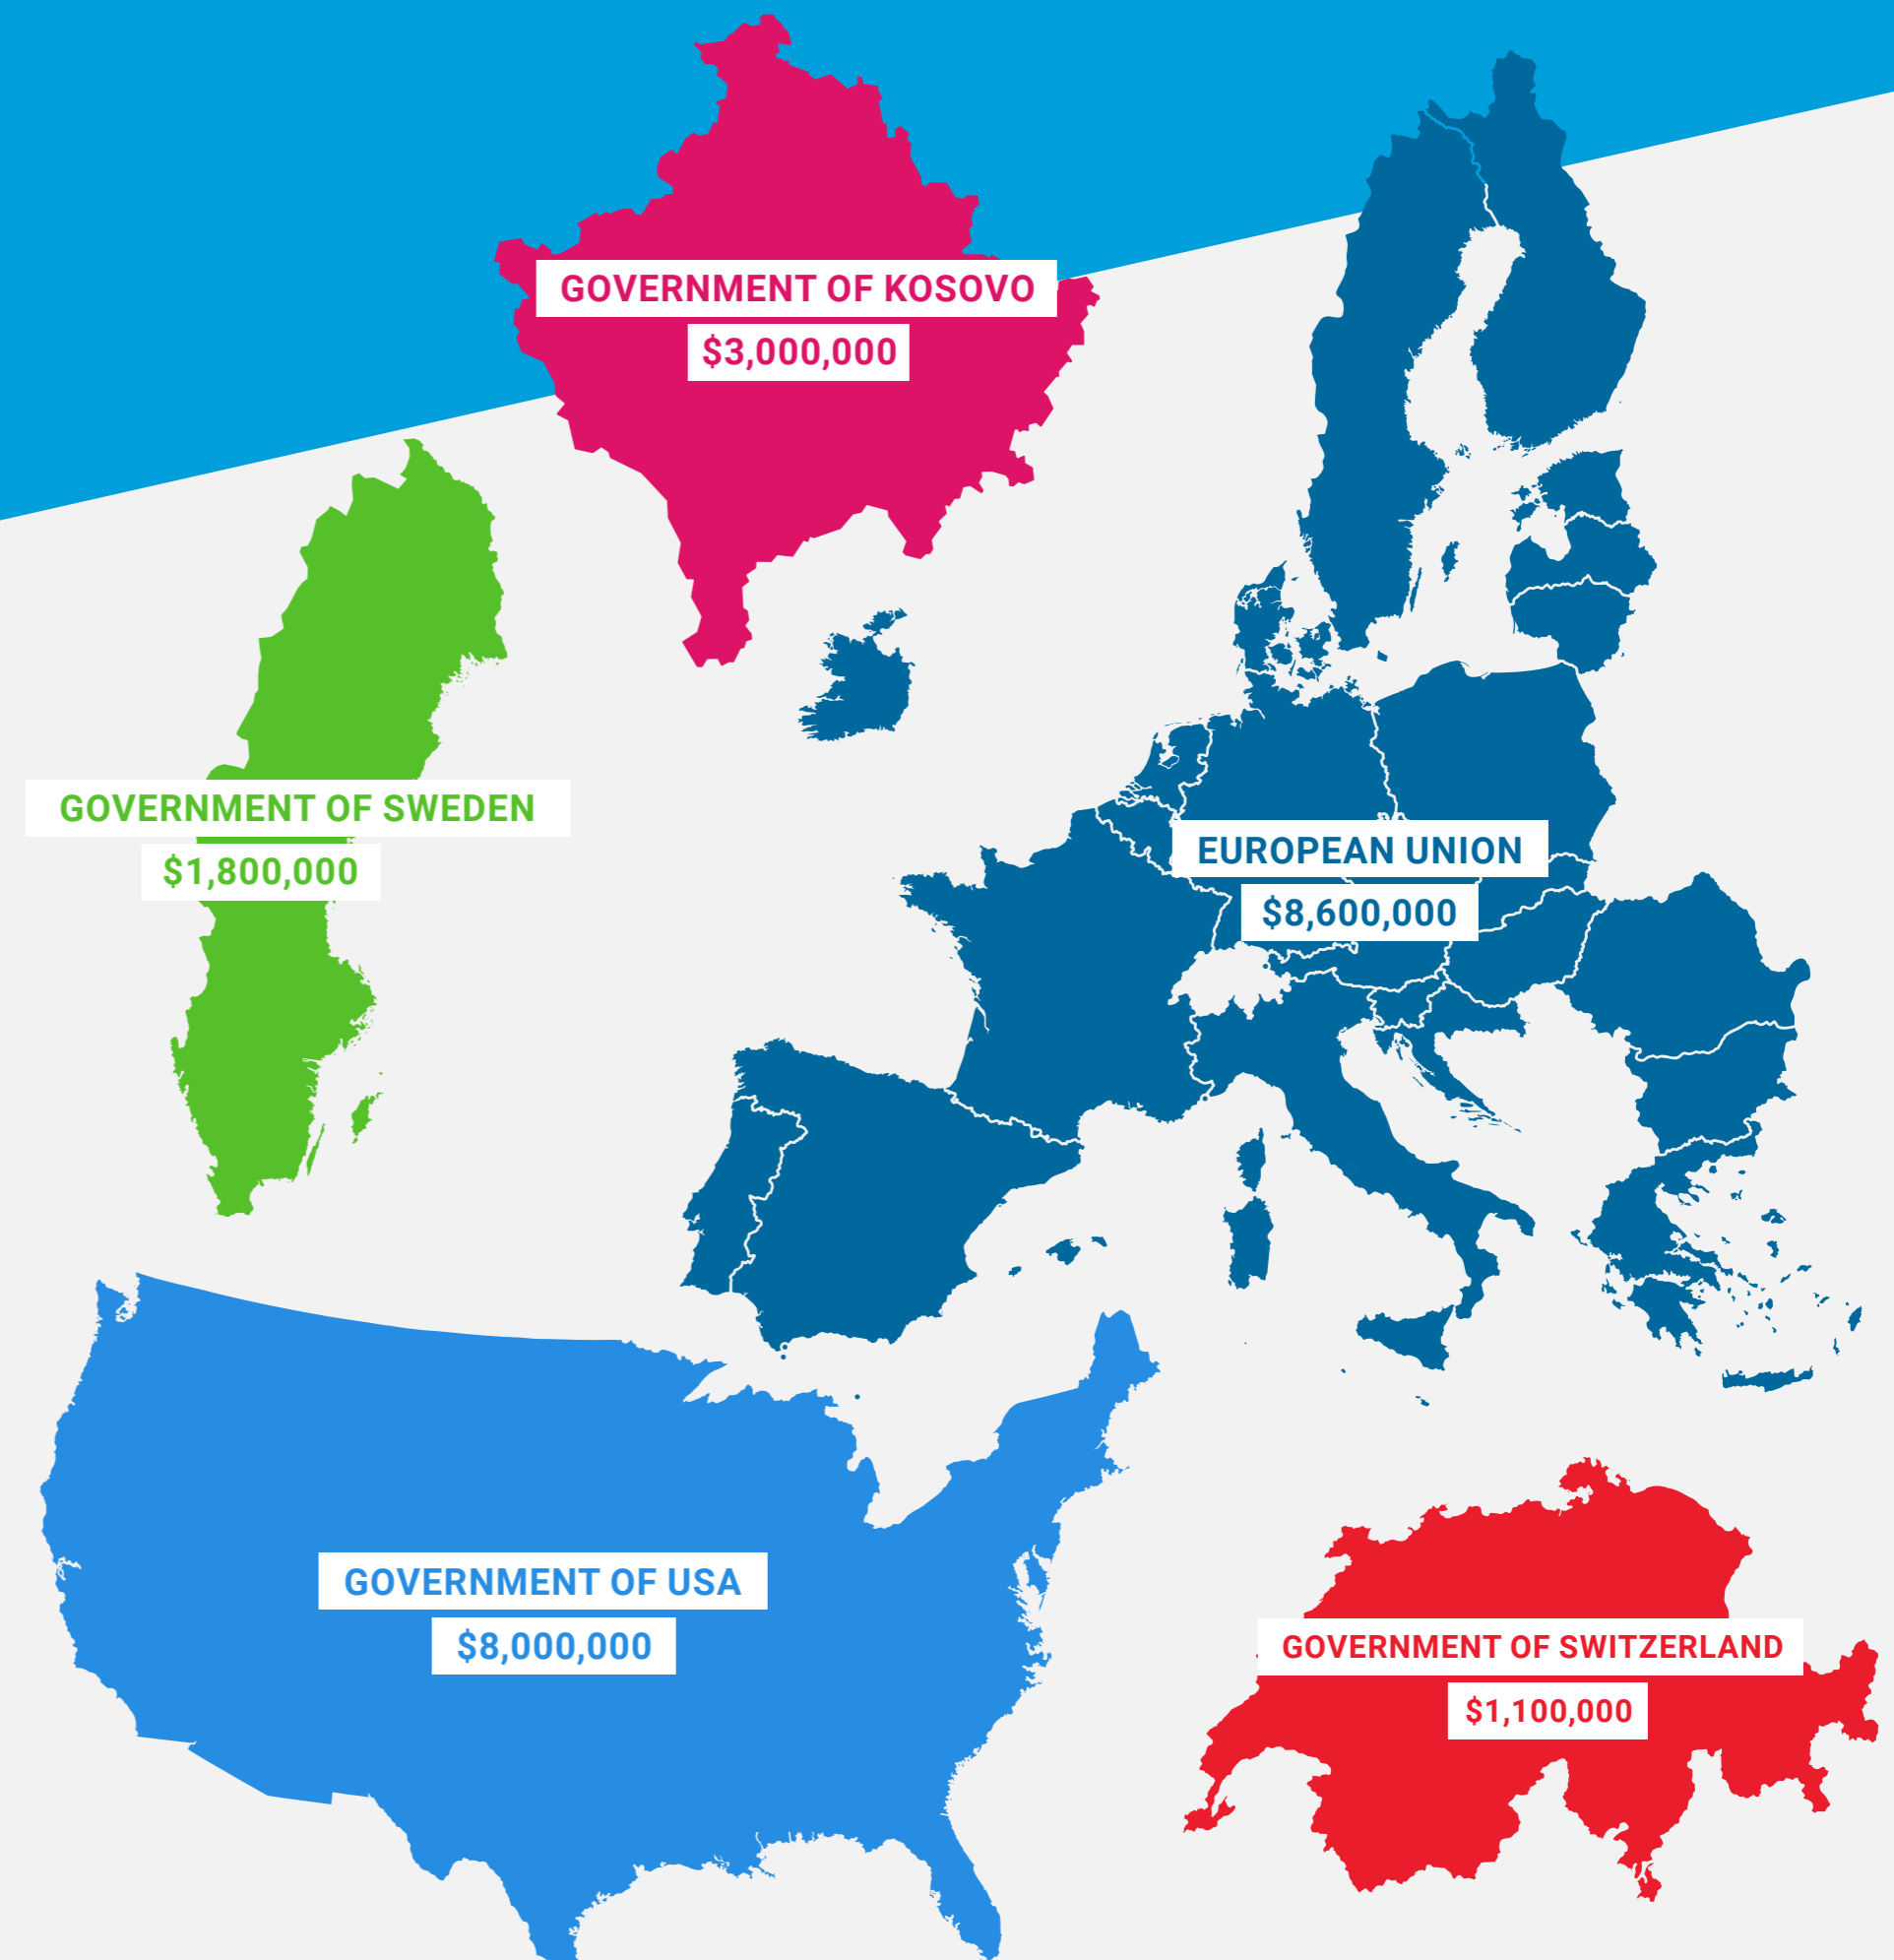 GOVERNMENT OF KOSOVO
$3,000,000
GOVERNMENT OF SWEDEN
$1,800,000
EUROPEAN UNION
$8,600,000
GOVERNMENT OF USA
$8,000,000
GOVERNMENT OF SWITZERLAND
$1,100,000